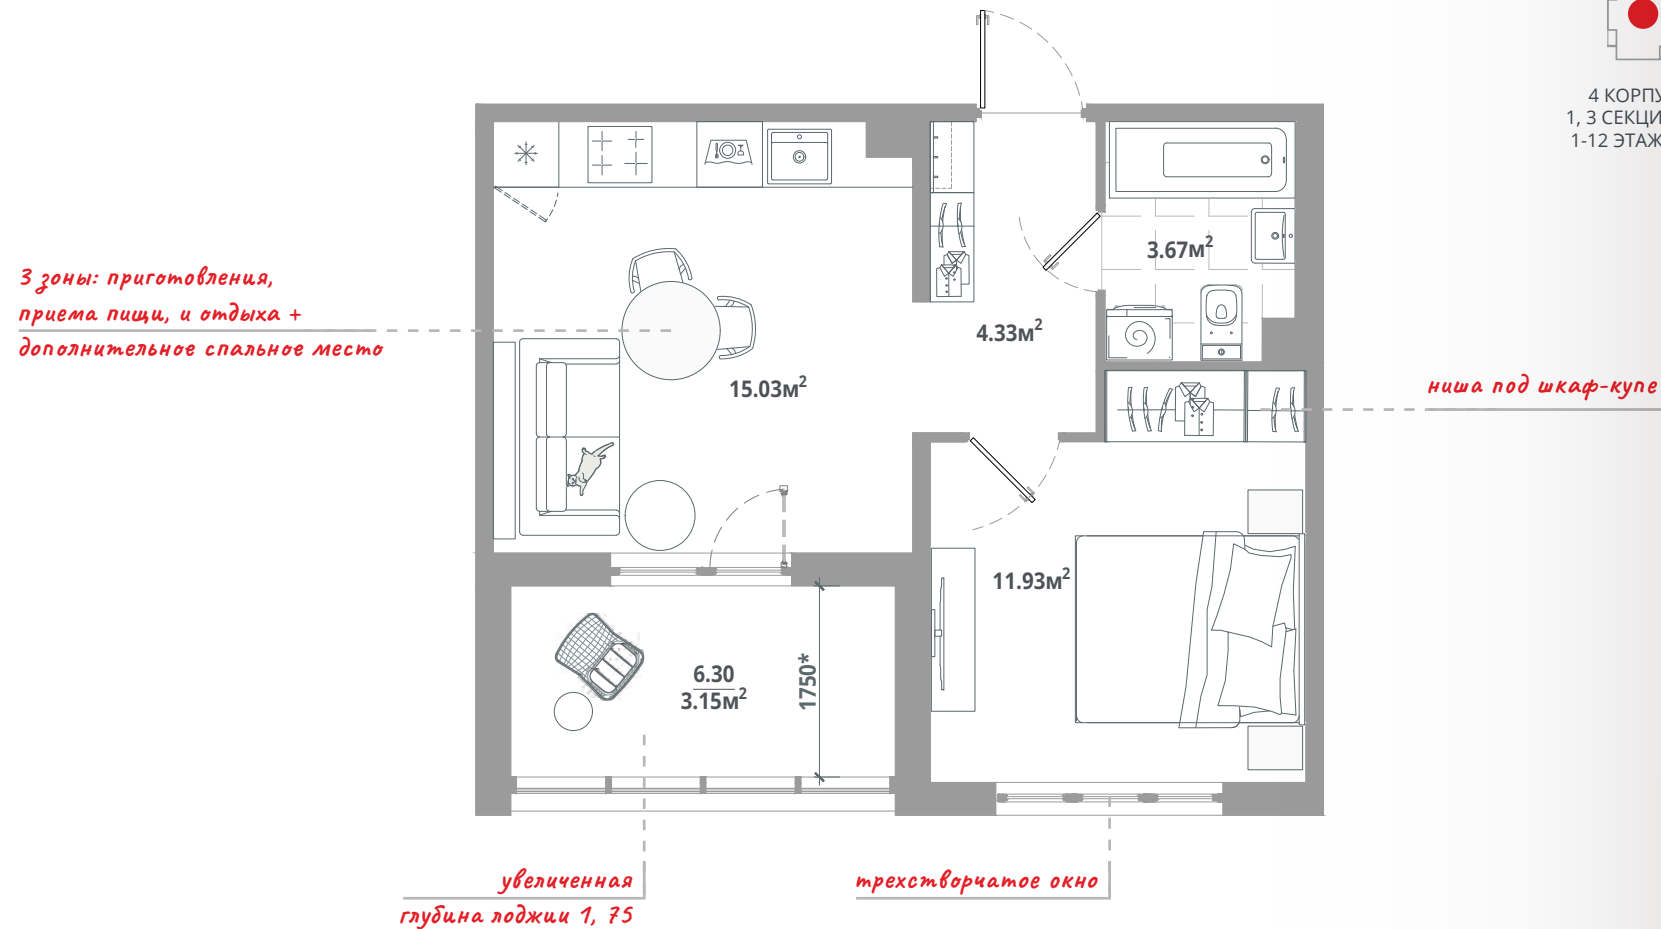 4 КОРПУ
1, 3 СЕКЦИ
1-12 ЭТАЖ
3 зоны: приготовления,
приема пищи, и отдыха +
дополнительное спальное место
3.67м²
4.33м²
15.03м²
ниша под шкаф-купе
11.93м²
6.30
3.15м²
1750*
увеличенная
глубина лоджии 1, 75
трехстворчатое окно